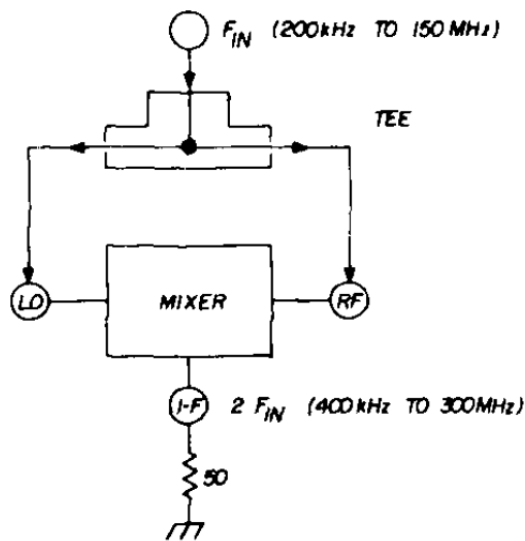 F_IN (200kHz TO 150MHz)
TEE
LO
MIXER
RF
I-F
2 F_IN (400kHz TO 300MHz)
50